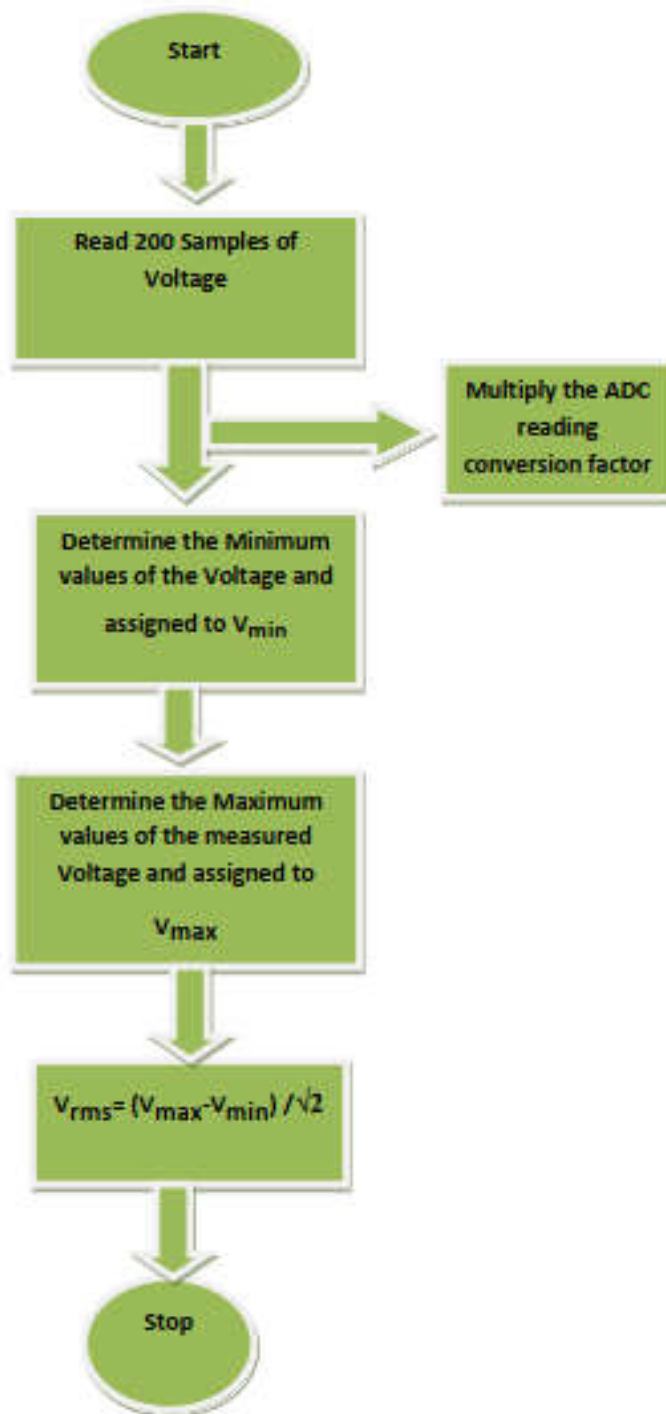 Start
Read 200 Samples of
Voltage
Multiply the ADC
reading
conversion factor
Determine the Minimum
values of the Voltage and
assigned to Vmin
Determine the Maximum
values of the measured
Voltage and assigned to
Vmax
Vrms= (Vmax-Vmin) /√2
Stop